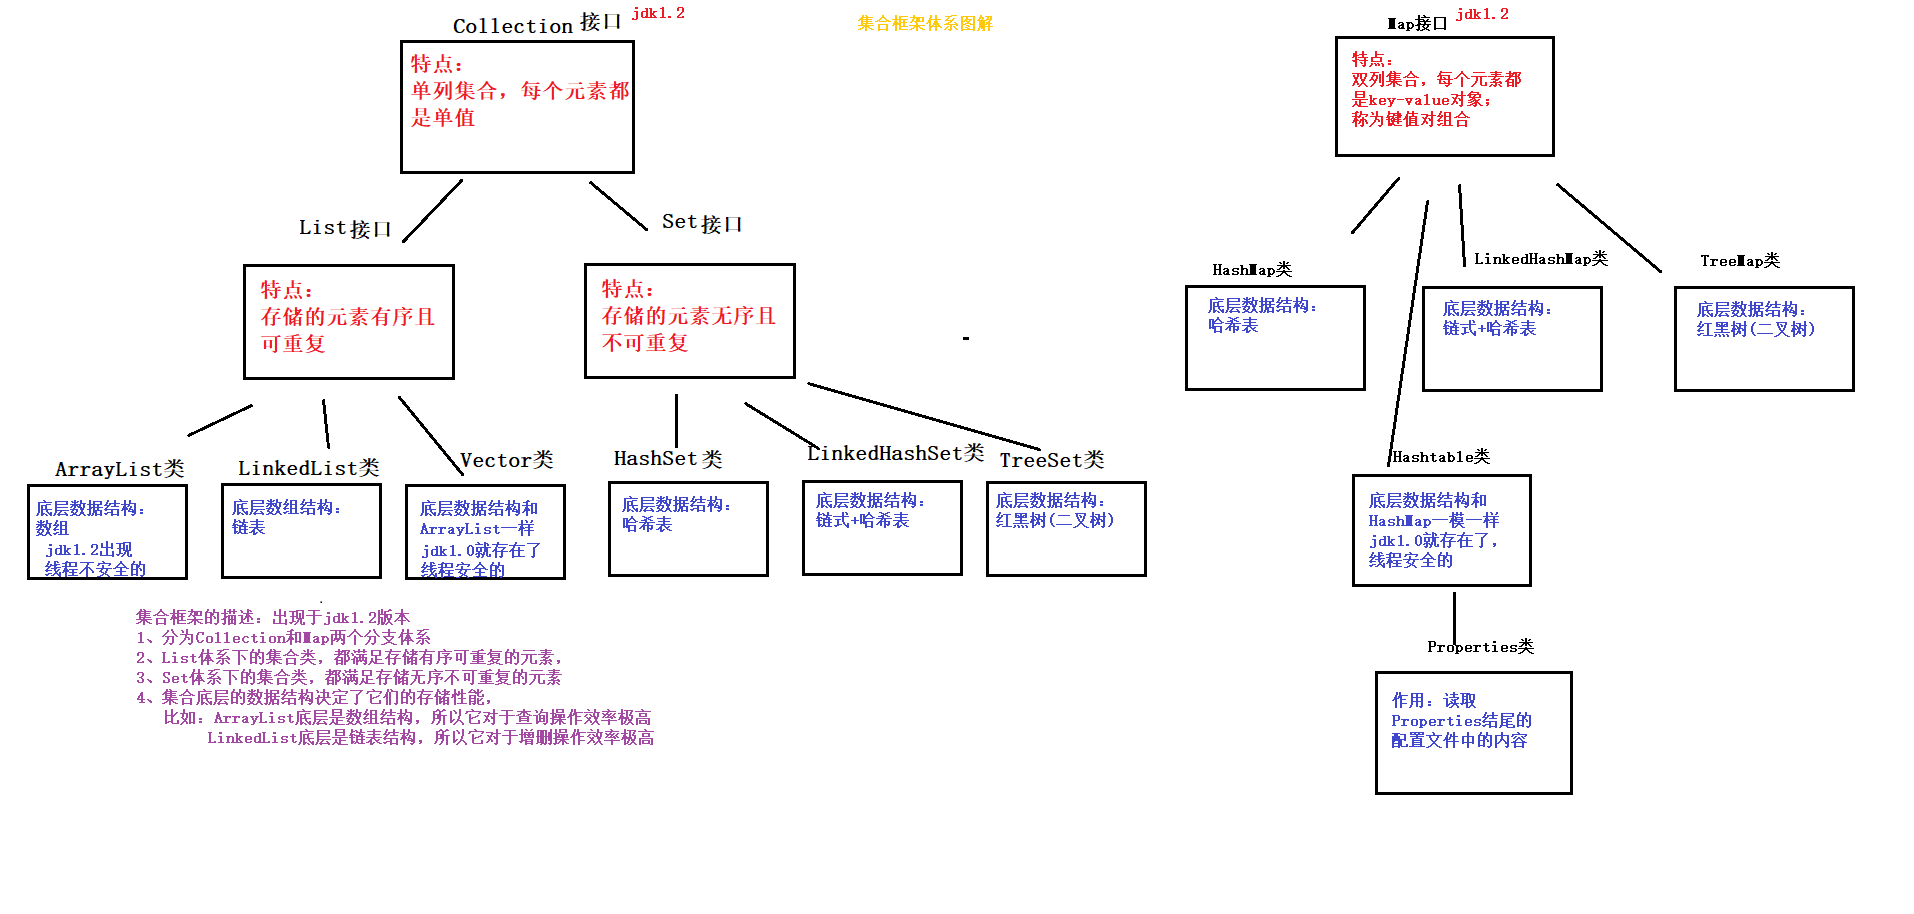 集合框架体系图解
Collection 接口 jdk1.2
特点：
单列集合，每个元素都
是单值
List接口
特点：
存储的元素有序且
可重复
Set接口
特点：
存储的元素无序且
不可重复
ArrayList类
底层数据结构：
数组
jdk1.2出现
线程不安全的
LinkedList类
底层数组结构：
链表
Vector类
底层数据结构和
ArrayList一样
jdk1.0就存在了
线程安全的
HashSet类
底层数据结构：
哈希表
LinkedHashSet类
底层数据结构：
链式+哈希表
TreeSet类
底层数据结构：
红黑树(二叉树)
集合框架的描述：出现于jdk1.2版本
1、分为Collection和Map两个分支体系
2、List体系下的集合类，都满足存储有序可重复的元素，
3、Set体系下的集合类，都满足存储无序不可重复的元素
4、集合底层的数据结构决定了它们的存储性能，
比如：ArrayList底层是数组结构，所以它对于查询操作效率极高
LinkedList底层是链表结构，所以它对于增删操作效率极高
Map接口 jdk1.2
特点：
双列集合，每个元素都
是key-value对象；
称为键值对组合
HashMap类
底层数据结构：
哈希表
LinkedHashMap类
底层数据结构：
链式+哈希表
TreeMap类
底层数据结构：
红黑树(二叉树)
Hashtable类
底层数据结构和
HashMap一模一样
jdk1.0就存在了，
线程安全的
Properties类
作用：读取
Properties结尾的
配置文件中的内容